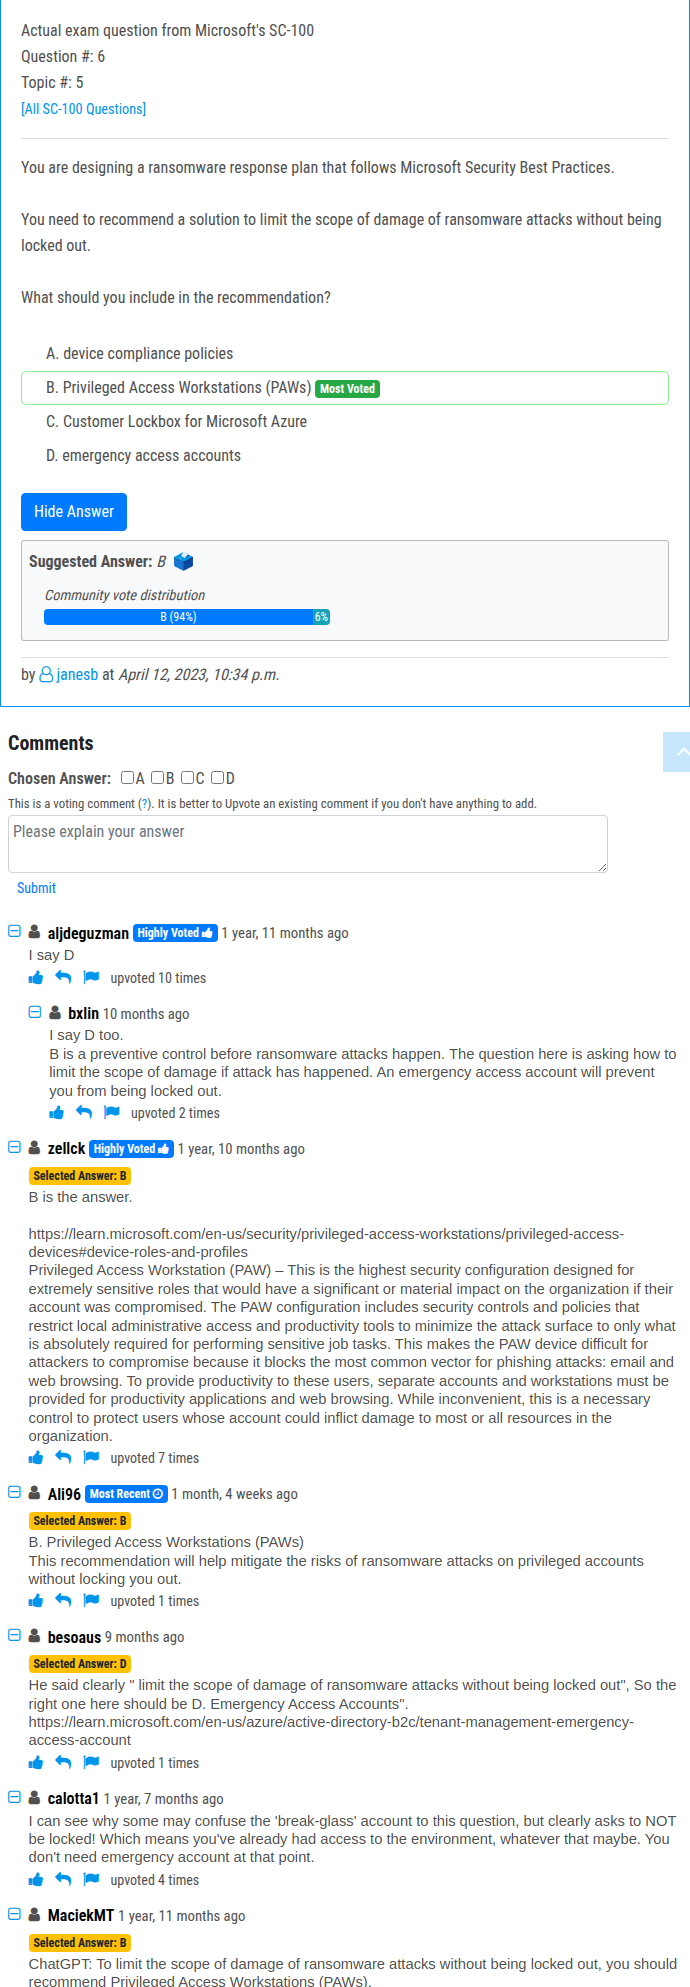 Actual exam question from Microsoft's SC-100
Question #: 6
Topic #: 5
[All SC-100 Questions]
You are designing a ransomware response plan that follows Microsoft Security Best Practices.
You need to recommend a solution to limit the scope of damage of ransomware attacks without being
locked out.
What should you include in the recommendation?
A. device compliance policies
B. Privileged Access Workstations (PAWs) Most Voted
C. Customer Lockbox for Microsoft Azure
D. emergency access accounts
Hide Answer
Suggested Answer: B
Community vote distribution
B (94%) 6%
by janesb at April 12, 2023, 10:34 p.m.
Comments
Chosen Answer: A B C D
This is a voting comment (?). It is better to Upvote an existing comment if you don't have anything to add.
Please explain your answer
Submit
aljdeguzman Highly Voted 1 year, 11 months ago
I say D
upvoted 10 times
bxlin 10 months ago
I say D too.
B is a preventive control before ransomware attacks happen. The question here is asking how to
limit the scope of damage if attack has happened. An emergency access account will prevent
you from being locked out.
upvoted 2 times
zellck Highly Voted 1 year, 10 months ago
Selected Answer: B
B is the answer.
https://learn.microsoft.com/en-us/security/privileged-access-workstations/privileged-access-
devices#device-roles-and-profiles
Privileged Access Workstation (PAW) – This is the highest security configuration designed for
extremely sensitive roles that would have a significant or material impact on the organization if their
account was compromised. The PAW configuration includes security controls and policies that
restrict local administrative access and productivity tools to minimize the attack surface to only what
is absolutely required for performing sensitive job tasks. This makes the PAW device difficult for
attackers to compromise because it blocks the most common vector for phishing attacks: email and
web browsing. To provide productivity to these users, separate accounts and workstations must be
provided for productivity applications and web browsing. While inconvenient, this is a necessary
control to protect users whose account could inflict damage to most or all resources in the
organization.
upvoted 7 times
Ali96 Most Recent 1 month, 4 weeks ago
Selected Answer: B
B. Privileged Access Workstations (PAWs)
This recommendation will help mitigate the risks of ransomware attacks on privileged accounts
without locking you out.
upvoted 1 times
besoaus 9 months ago
Selected Answer: D
He said clearly " limit the scope of damage of ransomware attacks without being locked out", So the
right one here should be D. Emergency Access Accounts".
https://learn.microsoft.com/en-us/azure/active-directory-b2c/tenant-management-emergency-
access-account
upvoted 1 times
calotta1 1 year, 7 months ago
I can see why some may confuse the 'break-glass' account to this question, but clearly asks to NOT
be locked! Which means you've already had access to the environment, whatever that maybe. You
don't need emergency account at that point.
upvoted 4 times
MaciekMT 1 year, 11 months ago
Selected Answer: B
ChatGPT: To limit the scope of damage of ransomware attacks without being locked out, you should
recommend Privileged Access Workstations (PAWs).